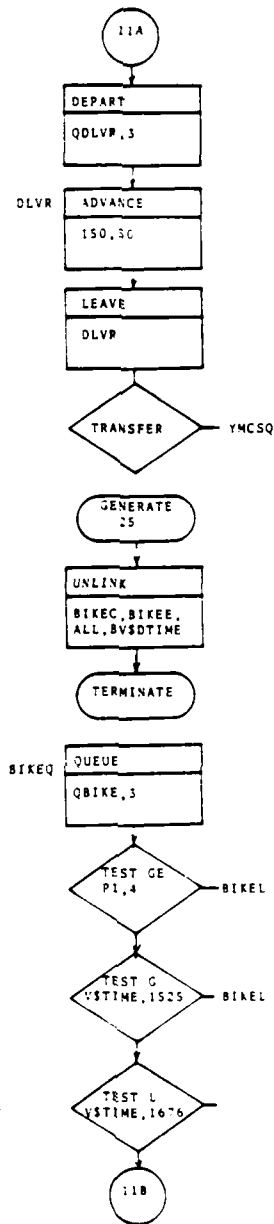 11A
DEPART
QDLVR,3
DLVR
ADVANCE
150,30
LEAVE
DLVR
TRANSFER
YMCSQ
GENERATE
25
UNLINK
BIKEC,BIKEE,
ALL,BV$DTIME
TERMINATE
BIKEQ
QUEUE
QBIKE,3
TEST GE
P1,4
BIKEL
TEST G
V$TIME,1525
BIKEL
TEST L
V$TIME,1676
11B